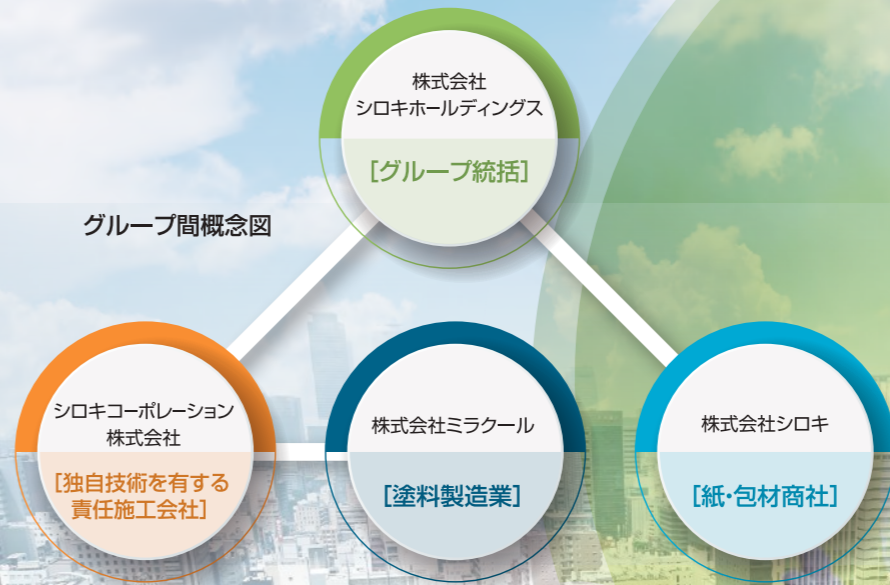 株式会社
シロキホールディングス
[グループ統括]
グループ間概念図
シロキコーポレーション
株式会社
[独自技術を有する
責任施工会社]
株式会社ミラクール
[塗料製造業]
株式会社シロキ
[紙・包材商社]